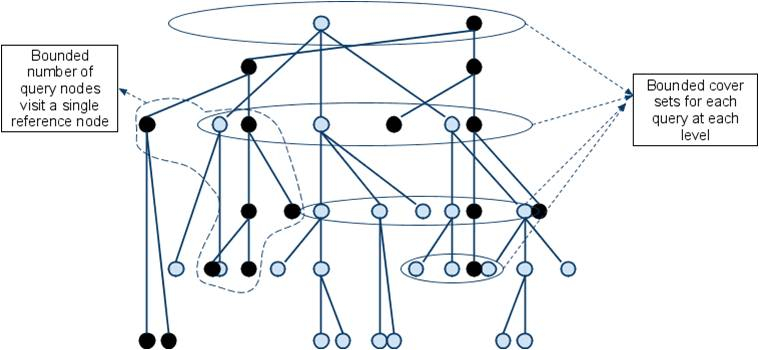 Bounded
number of
query nodes
visit a single
reference node
Bounded cover
sets for each
query at each
level